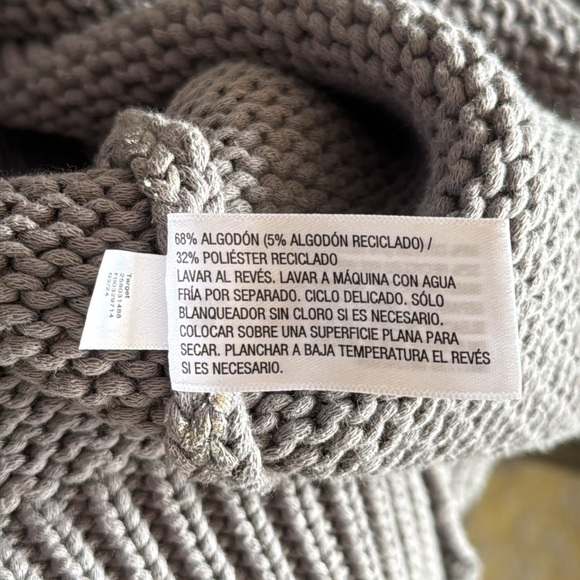 68% ALGODÓN (5% ALGODÓN RECICLADO) /
32% POLIÉSTER RECICLADO
LAVAR AL REVÉS. LAVAR A MÁQUINA CON AGUA
FRÍA POR SEPARADO. CICLO DELICADO. SÓLO
BLANQUEADOR SIN CLORO SI ES NECESARIO.
COLOCAR SOBRE UNA SUPERFICIE PLANA PARA
SECAR. PLANCHAR A BAJA TEMPERATURA EL REVÉS
SI ES NECESARIO.
Target
03/24